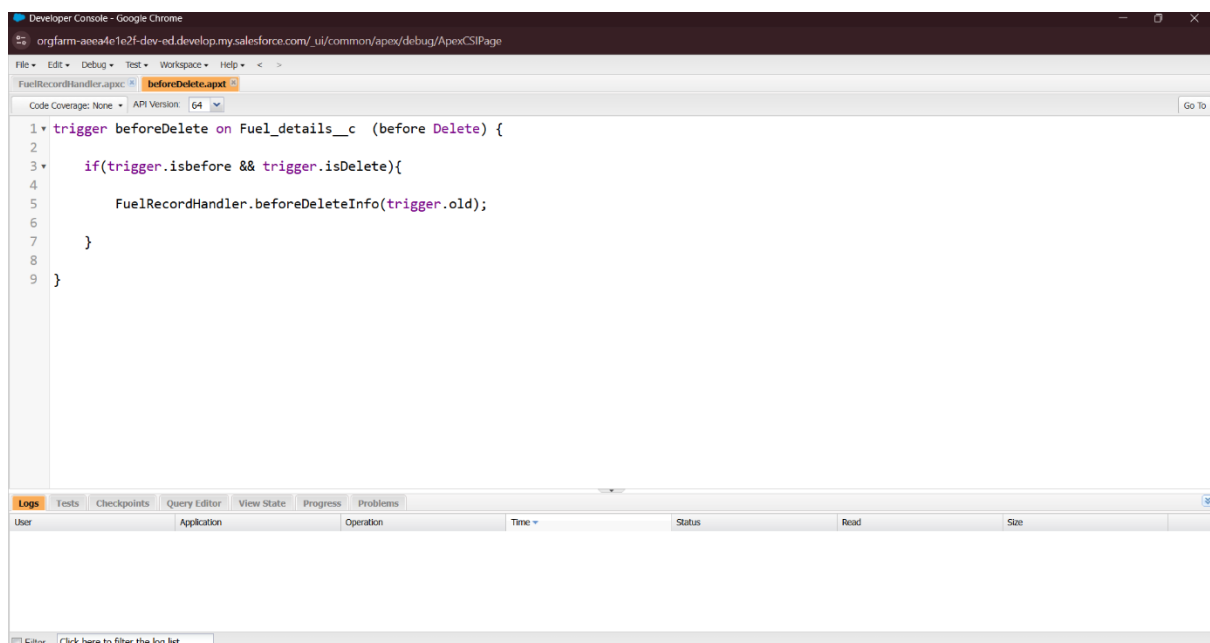 Developer Console - Google Chrome
orgfarm-aeea4e1e2f-dev-ed.develop.my.salesforce.com/_ui/common/apex/debug/ApexCSIPage
File Edit Debug Test Workspace Help < >
FuelRecordHandler.apxc beforeDelete.apxt
Code Coverage: None API Version: 64 Go To
1 trigger beforeDelete on Fuel_details__c (before Delete) {
2
3 if(trigger.isbefore && trigger.isDelete){
4
5 FuelRecordHandler.beforeDeleteInfo(trigger.old);
6
7 }
8
9 }
Logs Tests Checkpoints Query Editor View State Progress Problems
User Application Operation Time Status Read Size
Filter Click here to filter the log list